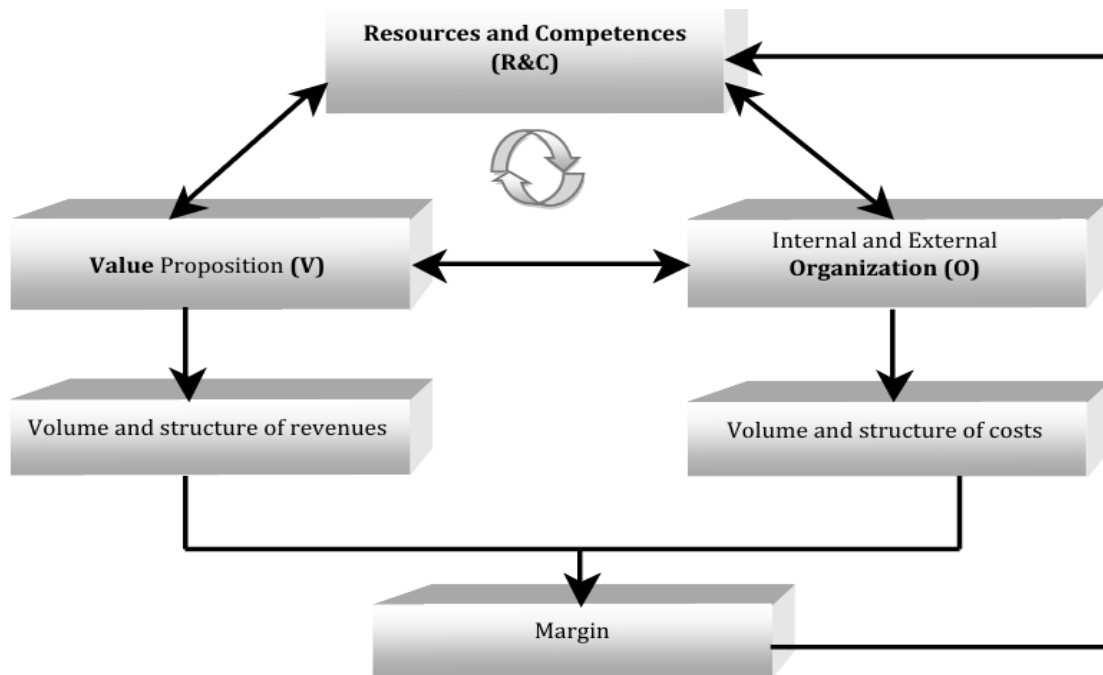 Resources and Competences
(R&C)
Value Proposition (V)
Internal and External
Organization (O)
Volume and structure of revenues
Volume and structure of costs
Margin